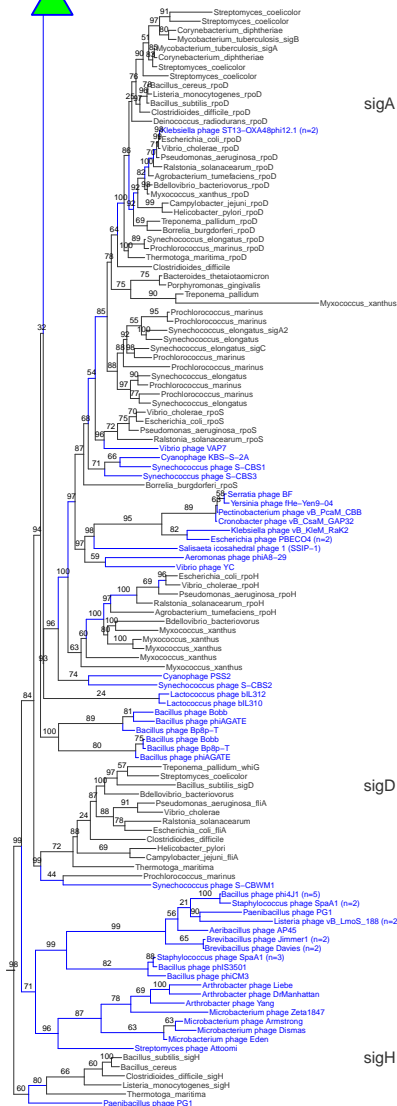 Streptomyces_coelicolor
Streptomyces_coelicolor
Corynebacterium_diphtheriae
Mycobacterium_tuberculosis_sigB
Mycobacterium_tuberculosis_sigA
Corynebacterium_diphtheriae
Streptomyces_coelicolor
Streptomyces_coelicolor
Bacillus_cereus_rpoD
Listeria_monocytogenes_rpoD
Bacillus_subtilis_rpoD
Clostridioides_difficile_rpoD
Deinococcus_radiodurans_rpoD
sigA
Klebsiella phage ST13-OXA48phi12.1 (n=2)
Escherichia_coli_rpoD
Vibrio_cholerae_rpoD
Pseudomonas_aeruginosa_rpoD
Ralstonia_solanacearum_rpoD
Agrobacterium_tumefaciens_rpoD
Bdellovibrio_bacteriovorus_rpoD
Myxococcus_xanthus_rpoD
Campylobacter_jejuni_rpoD
Helicobacter_pylori_rpoD
Treponema_pallidum_rpoD
Borrelia_burgdorferi_rpoD
Synechococcus_elongatus_rpoD
Prochlorococcus_marinus_rpoD
Thermotoga_maritima_rpoD
Clostridioides_difficile
Bacteroides_thetaiotaomicron
Porphyromonas_gingivalis
Treponema_pallidum
Myxococcus_xanthus
Prochlorococcus_marinus
Prochlorococcus_marinus
Synechococcus_elongatus_sigA2
Synechococcus_elongatus
Synechococcus_elongatus_sigC
Prochlorococcus_marinus
Prochlorococcus_marinus
Synechococcus_elongatus
Prochlorococcus_marinus
Prochlorococcus_marinus
Synechococcus_elongatus
Vibrio_cholerae_rpoS
Escherichia_coli_rpoS
Pseudomonas_aeruginosa_rpoS
Ralstonia_solanacearum_rpoS
Vibrio phage VAP7
Cyanophage KBS-S-2A
Synechococcus phage S-CBS1
Synechococcus phage S-CBS3
Borrelia_burgdorferi_rpoS
Serratia phage BF
Yersinia phage fHe-Yen9-04
Pectinobacterium phage vB_PcaM_CBB
Cronobacter phage vB_CsaM_GAP32
Klebsiella phage vB_KleM_RaK2
Escherichia phage PBECO4 (n=2)
Salisaeta icosahedral phage 1 (SSIP-1)
Aeromonas phage phiA8-29
Vibrio phage YC
Escherichia_coli_rpoH
Vibrio_cholerae_rpoH
Pseudomonas_aeruginosa_rpoH
Ralstonia_solanacearum_rpoH
Agrobacterium_tumefaciens_rpoH
Bdellovibrio_bacteriovorus
Myxococcus_xanthus
Myxococcus_xanthus
Myxococcus_xanthus
Myxococcus_xanthus
Myxococcus_xanthus
Cyanophage PSS2
Synechococcus phage S-CBS2
Lactococcus phage bIL312
Lactococcus phage bIL310
Bacillus phage Bobb
Bacillus phage phiAGATE
Bacillus phage Bp8p-T
Bacillus phage Bobb
Bacillus phage Bp8p-T
Bacillus phage phiAGATE
Treponema_pallidum_whiG
Streptomyces_coelicolor
Bacillus_subtilis_sigD
sigD
Bdellovibrio_bacteriovorus
Pseudomonas_aeruginosa_fliA
Vibrio_cholerae
Ralstonia_solanacearum
Escherichia_coli_fliA
Clostridioides_difficile
Helicobacter_pylori
Campylobacter_jejuni_fliA
Thermotoga_maritima
Prochlorococcus_marinus
Synechococcus phage S-CBWM1
Bacillus phage phi4J1 (n=5)
Staphylococcus phage SpaA1 (n=2)
Paenibacillus phage PG1
Listeria phage vB_LmoS_188 (n=2
Aeribacillus phage AP45
Brevibacillus phage Jimmer1 (n=2)
Brevibacillus phage Davies (n=2)
Staphylococcus phage SpaA1 (n=3)
Bacillus phage phIS3501
Bacillus phage phiCM3
Arthrobacter phage Liebe
Arthrobacter phage DrManhattan
Arthrobacter phage Yang
Microbacterium phage Zeta1847
Microbacterium phage Armstrong
Microbacterium phage Dismas
Microbacterium phage Eden
Streptomyces phage Attoomi
sigH
Bacillus_subtilis_sigH
Bacillus_cereus
Clostridioides_difficile_sigH
Listeria_monocytogenes_sigH
Thermotoga_maritima
Paenibacillus phage PG1